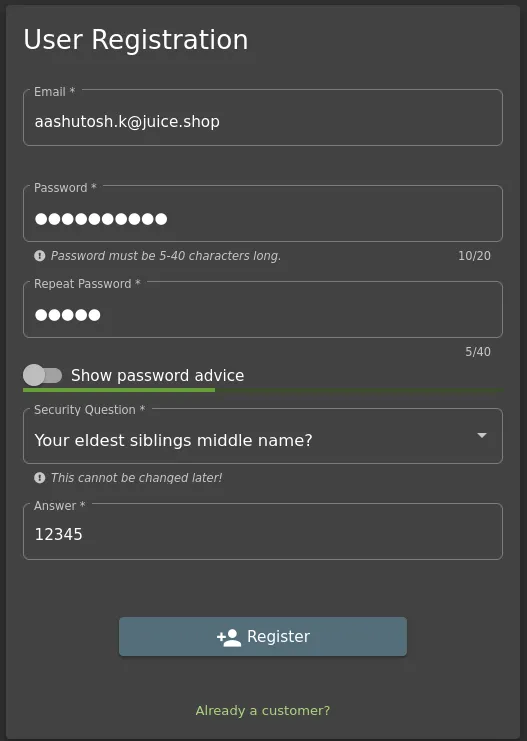 User Registration
Email *
aashutosh.k@juice.shop
Password *
●●●●●●●●●●
Password must be 5-40 characters long.
10/20
Repeat Password *
●●●●●
5/40
Show password advice
Security Question *
Your eldest siblings middle name?
This cannot be changed later!
Answer *
12345
Register
Already a customer?